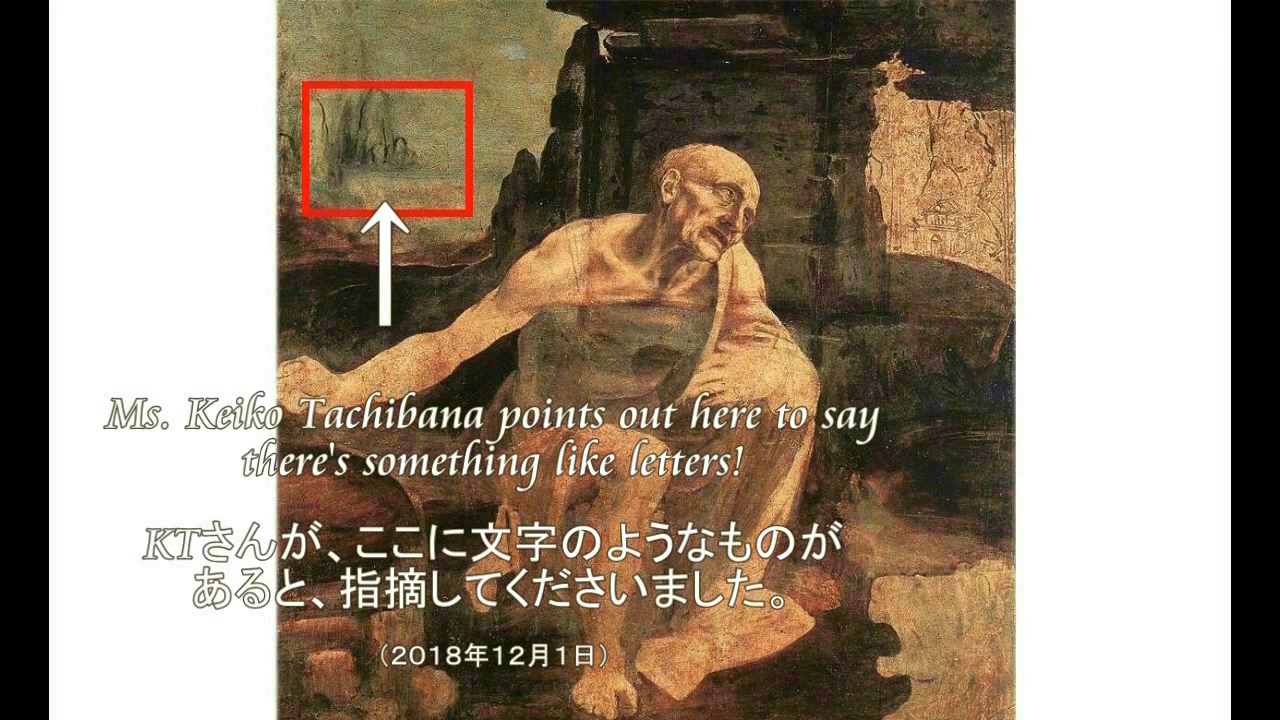 Ms. Keiko Tachibana points out here to say
there's something like letters!
KTさんが、ここに文字のようなものが
あると、指摘してくださいました。
（2018年12月1日）